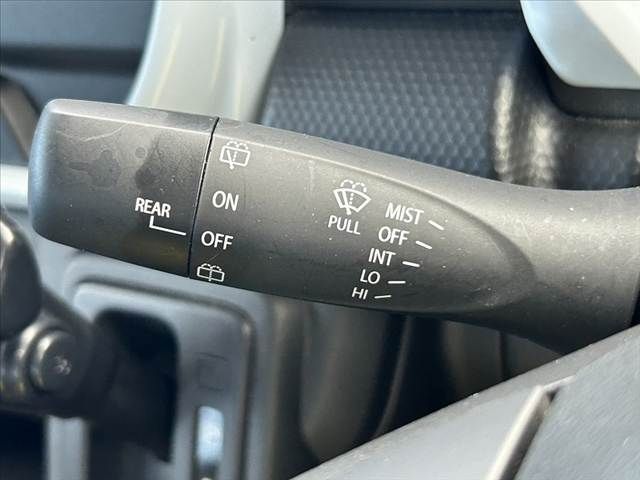 REAR
ON
OFF
PULL
MIST
OFF
INT
LO
HI